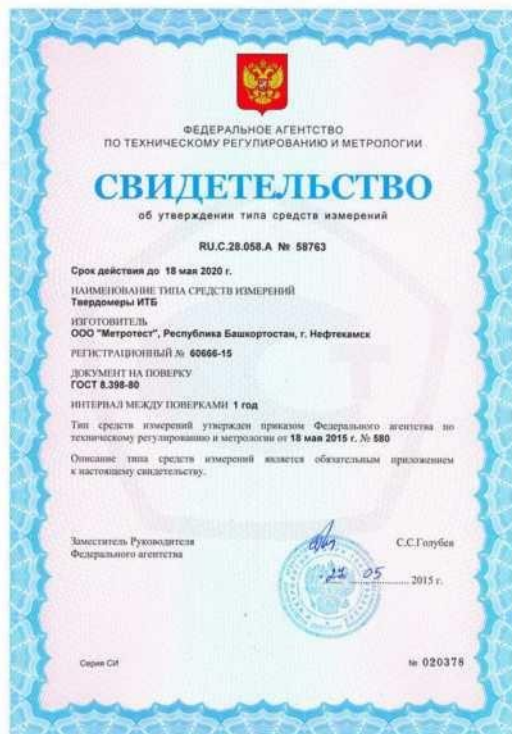 ФЕДЕРАЛЬНОЕ АГЕНТСТВО
ПО ТЕХНИЧЕСКОМУ РЕГУЛИРОВАНИЮ И МЕТРОЛОГИИ
СВИДЕТЕЛЬСТВО
об утверждении типа средств измерений
RU.C.28.058.A № 58763
Срок действия до 18 мая 2020 г.
НАИМЕНОВАНИЕ ТИПА СРЕДСТВ ИЗМЕРЕНИЙ
Твердомеры ИТБ
ИЗГОТОВИТЕЛЬ
ООО "Метротест", Республика Башкортостан, г. Нефтекамск
РЕГИСТРАЦИОННЫЙ № 60666-15
ДОКУМЕНТ НА ПОВЕРКУ
ГОСТ 8.398-80
ИНТЕРВАЛ МЕЖДУ ПОВЕРКАМИ 1 год
Тип средств измерений утвержден приказом Федерального агентства по
техническому регулированию и метрологии от 18 мая 2015 г. № 580
Описание типа средств измерений является обязательным приложением
к настоящему свидетельству.
Заместитель Руководителя
Федерального агентства
С.С.Голубев
27 05 2015 г.
Серия СИ
№ 020378